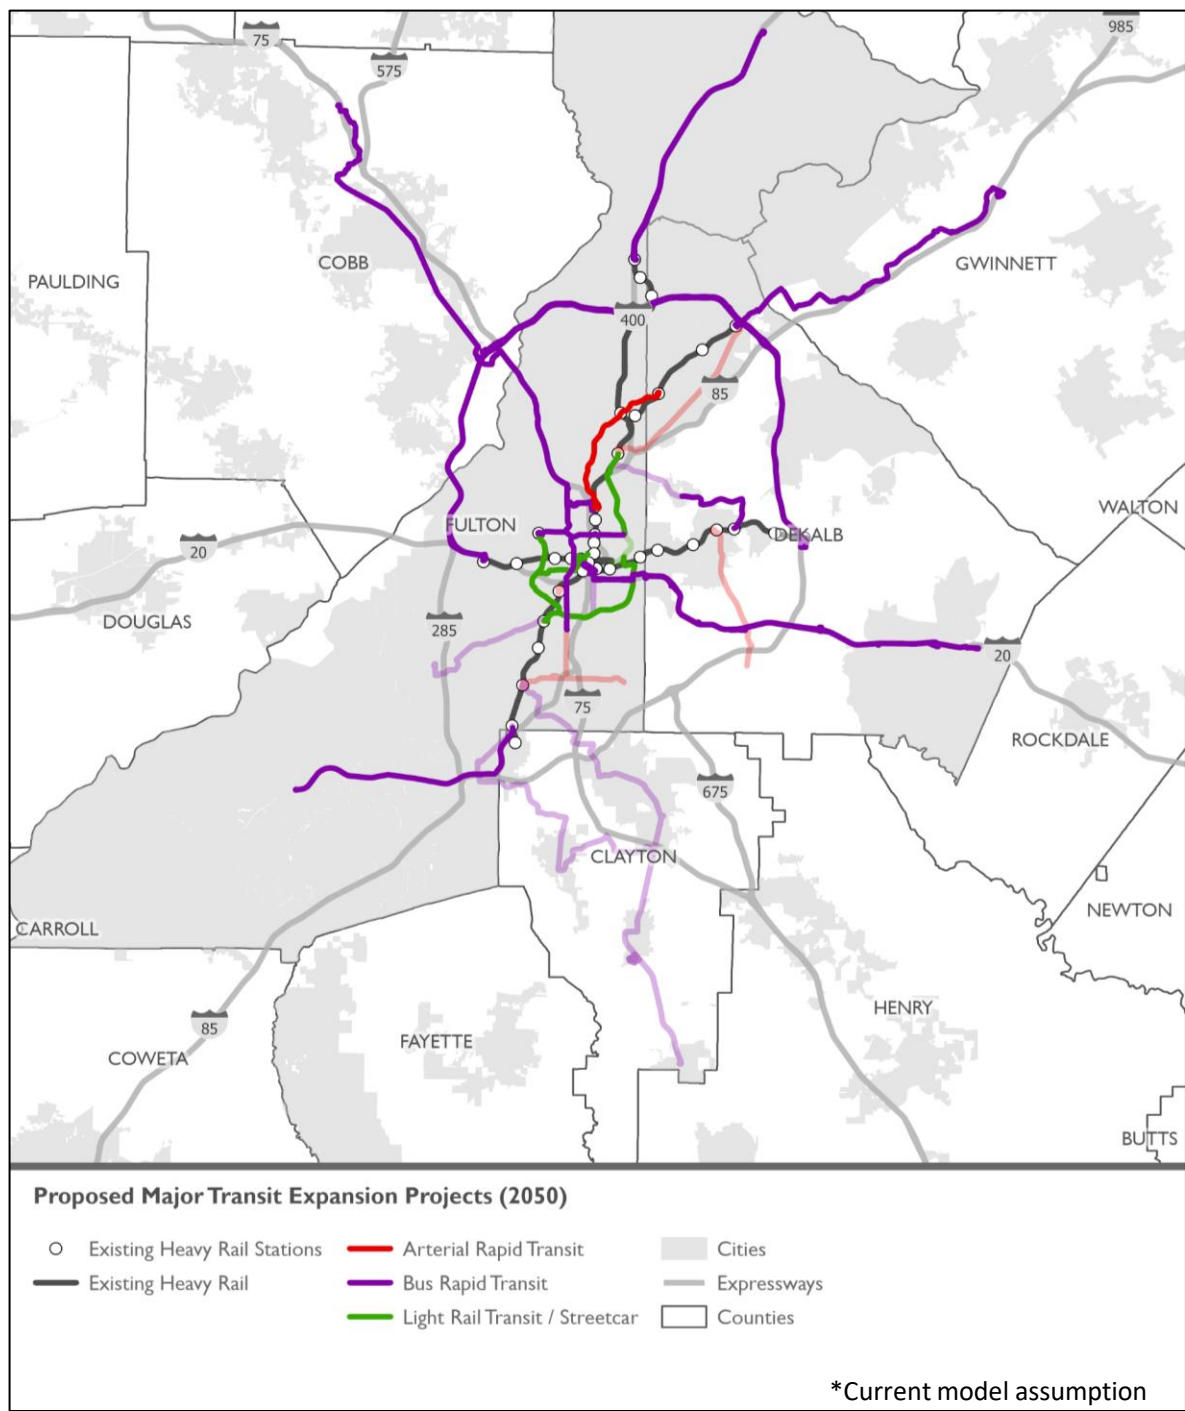 985
75
575
PAULDING
COBB
GWINNETT
400
85
WALTON
FULTON
DEKALB
20
DOUGLAS
285
20
75
ROCKDALE
675
CLAYTON
NEWTON
CARROLL
HENRY
85
FAYETTE
COWETA
BUTTS
Proposed Major Transit Expansion Projects (2050)
Existing Heavy Rail Stations
Arterial Rapid Transit
Cities
Existing Heavy Rail
Bus Rapid Transit
Expressways
Light Rail Transit / Streetcar
Counties
*Current model assumption